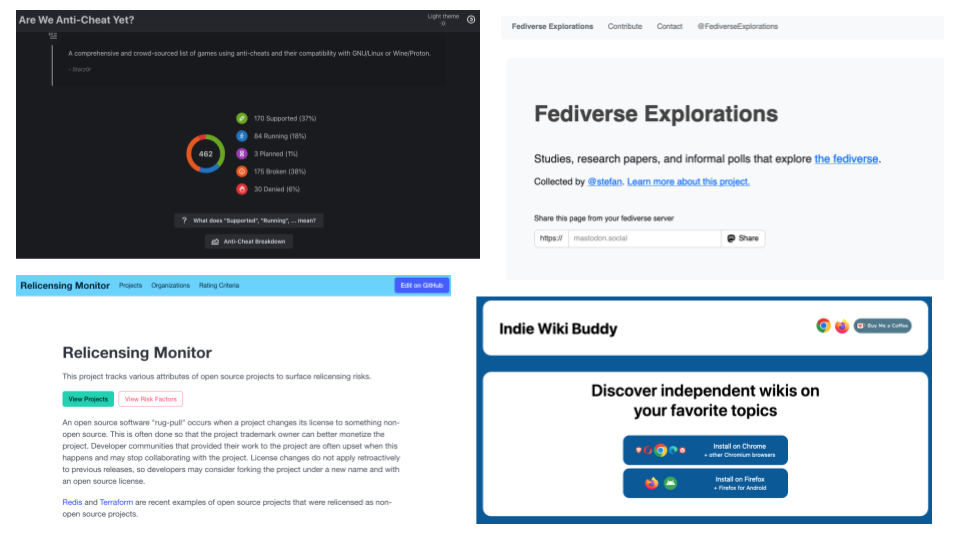 Are We Anti-Cheat Yet?
Light theme
A comprehensive and crowd-sourced list of games using anti-cheats and their compatibility with GNU/Linux or Wine/Proton.
462
170 Supported (37%)
84 Running (18%)
3 Planned (1%)
175 Broken (38%)
30 Denied (6%)
? What does "Supported", "Running", ... mean?
Anti-Cheat Breakdown
Fediverse Explorations Contribute Contact @FediverseExplorations
Fediverse Explorations
Studies, research papers, and informal polls that explore the fediverse.
Collected by @stefan. Learn more about this project.
Share this page from your fediverse server
https:// mastodon.social Share
Relicensing Monitor Projects Organizations Rating Criteria Edit on GitHub
Relicensing Monitor
This project tracks various attributes of open source projects to surface relicensing risks.
View Projects View Risk Factors
An open source software "rug-pull" occurs when a project changes its license to something non-
open source. This is often done so that the project trademark owner can better monetize the
project. Developer communities that provided their work to the project are often upset when this
happens and may stop collaborating with the project. License changes do not apply retroactively
to previous releases, so developers may consider forking the project under a new name and with
an open source license.
Redis and Terraform are recent examples of open source projects that were relicensed as non-
open source projects.
Indie Wiki Buddy
Buy Me a Coffee
Discover independent wikis on
your favorite topics
Install on Chrome
+ other Chromium browsers
Install on Firefox
+ Firefox for Android